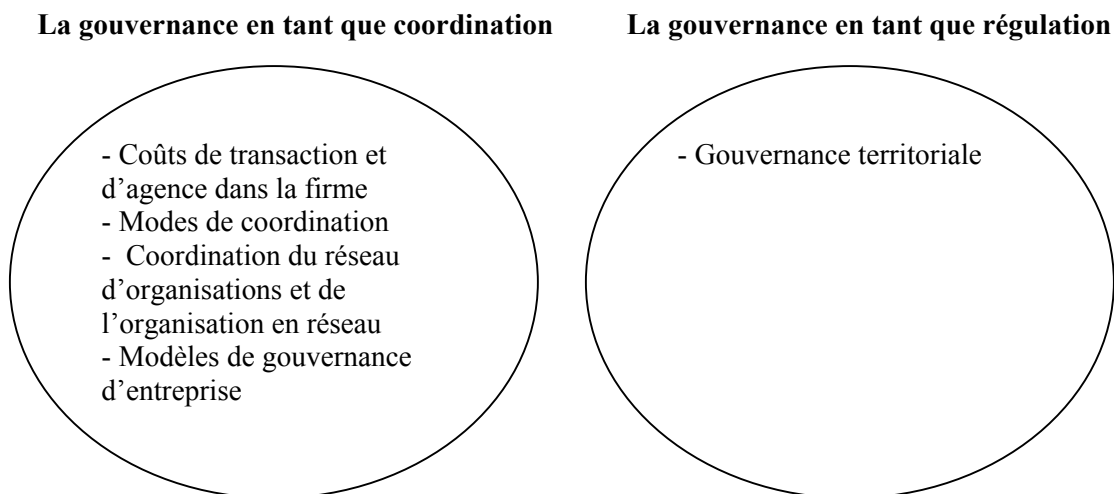 La gouvernance en tant que coordination
La gouvernance en tant que régulation
- Coûts de transaction et
d’agence dans la firme
- Modes de coordination
- Coordination du réseau
d’organisations et de
l’organisation en réseau
- Modèles de gouvernance
d’entreprise
- Gouvernance territoriale